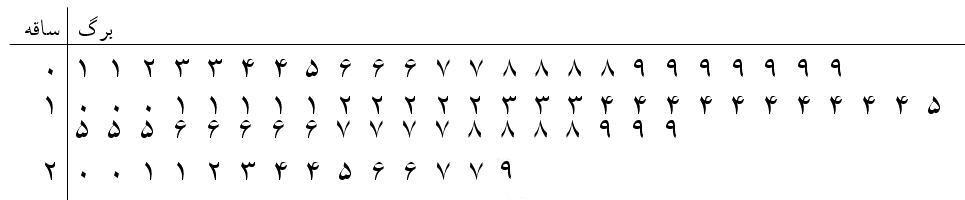 ساقه برگ
۰ ۱ ۱ ۲ ۳ ۳ ۴ ۴ ۵ ۶ ۶ ۶ ۷ ۷ ۸ ۸ ۸ ۸ ۹ ۹ ۹ ۹ ۹ ۹ ۹
۱ ۰ ۰ ۰ ۱ ۱ ۱ ۱ ۱ ۲ ۲ ۲ ۲ ۲ ۳ ۳ ۳ ۴ ۴ ۴ ۴ ۴ ۴ ۴ ۴ ۴ ۴ ۵
۵ ۵ ۵ ۶ ۶ ۶ ۶ ۶ ۷ ۷ ۷ ۷ ۸ ۸ ۸ ۸ ۹ ۹ ۹
۲ ۰ ۰ ۱ ۱ ۲ ۳ ۴ ۴ ۵ ۶ ۶ ۷ ۷ ۹